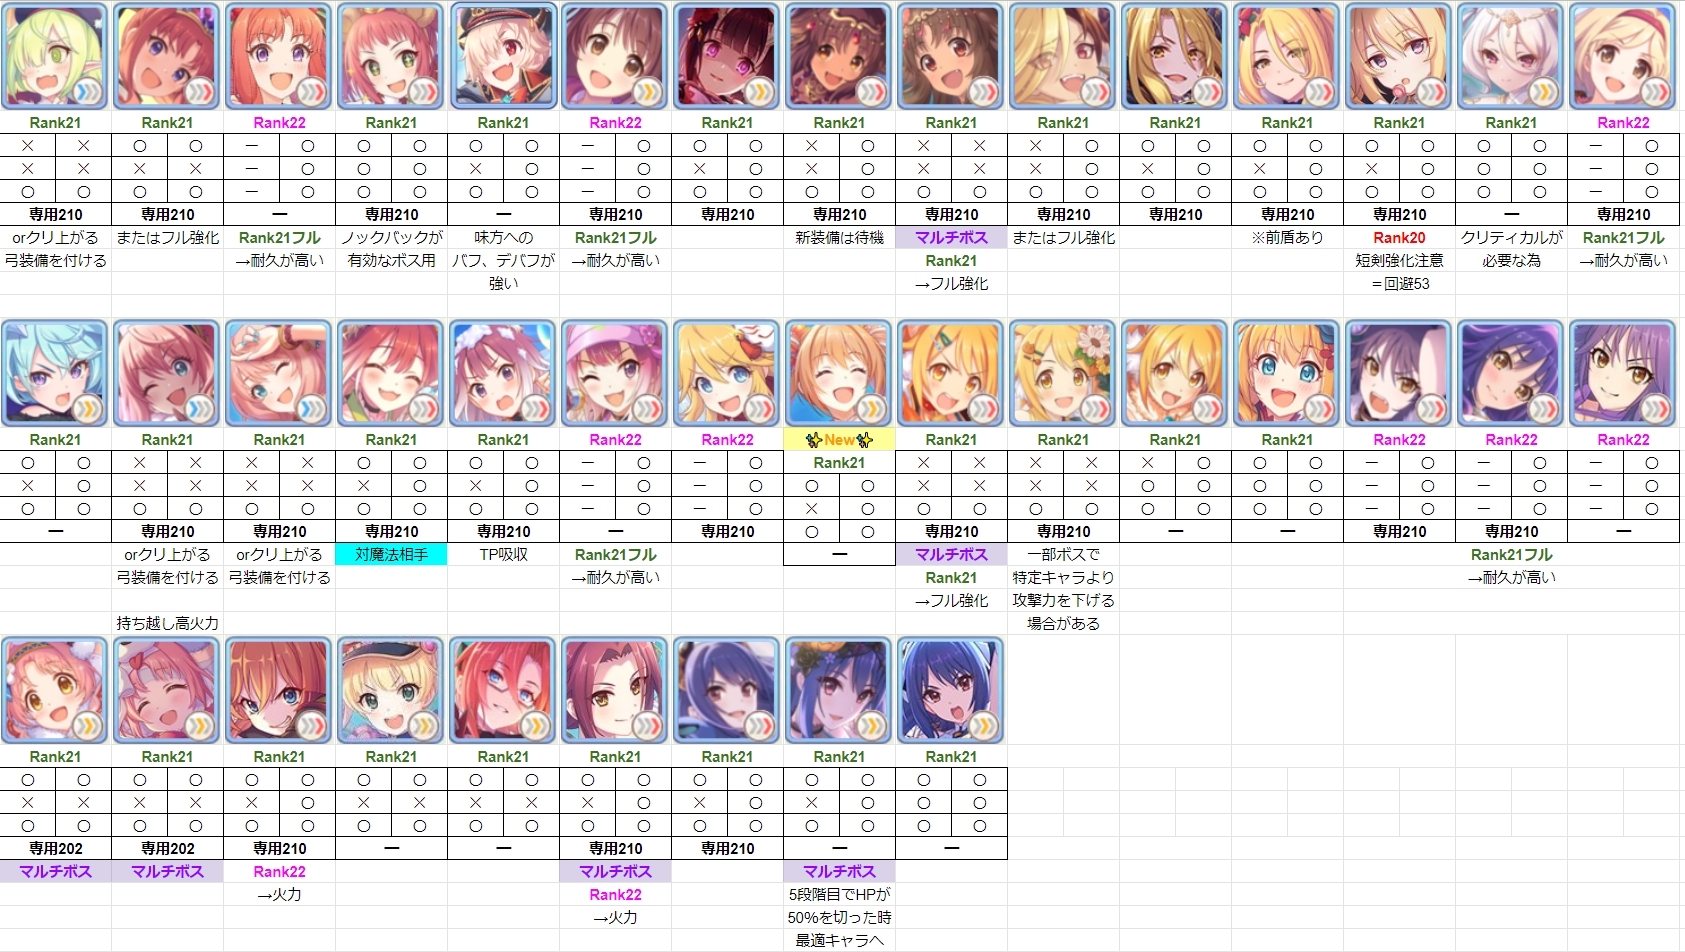 Rank21 Rank21 Rank22 Rank21 Rank21 Rank22 Rank21 Rank21 Rank21 Rank21 Rank21 Rank21 Rank21 Rank21 Rank22
× × ○ ○ － ○ ○ ○ ○ ○ － ○ ○ ○ × ○ × × × ○ ○ ○ ○ ○ ○ ○ ○ ○ － ○
× × × × － ○ ○ ○ × ○ － ○ × ○ × ○ × × × ○ × ○ × ○ × ○ ○ ○ － ○
○ ○ ○ ○ － ○ ○ ○ ○ ○ － ○ ○ ○ ○ ○ ○ ○ ○ ○ ○ ○ ○ ○ ○ ○ ○ ○ － ○
専用210 専用210 ー 専用210 ー 専用210 専用210 専用210 専用210 専用210 専用210 専用210 専用210 ー 専用210
orクリ上がる またはフル強化 Rank21フル ノックバックが 味方への Rank21フル 新装備は待機 マルチボス またはフル強化 ※前盾あり Rank20 クリティカルが Rank21フル
弓装備を付ける →耐久が高い 有効なボス用 バフ、デバフが →耐久が高い Rank21 短剣強化注意 必要な為 →耐久が高い
強い →フル強化 ＝回避53
Rank21 Rank21 Rank21 Rank21 Rank21 Rank22 Rank22 ✨New✨ Rank21 Rank21 Rank21 Rank21 Rank22 Rank22 Rank22
○ ○ × × × × ○ ○ ○ ○ － ○ － ○ Rank21 × × × × × ○ ○ ○ － ○ － ○ － ○
× ○ × × × × × ○ × ○ － ○ － ○ ○ ○ × × × × ○ ○ ○ ○ － ○ － ○ － ○
○ ○ ○ ○ ○ ○ ○ ○ ○ ○ － ○ － ○ × ○ ○ ○ ○ ○ ○ ○ ○ ○ － ○ － ○ － ○
ー 専用210 専用210 専用210 専用210 ー 専用210 ○ ○ 専用210 専用210 ー ー 専用210 専用210 ー
orクリ上がる orクリ上がる 対魔法相手 TP吸収 Rank21フル ー マルチボス 一部ボスで Rank21フル
弓装備を付ける 弓装備を付ける →耐久が高い Rank21 特定キャラより →耐久が高い
→フル強化 攻撃力を下げる
持ち越し高火力 場合がある
Rank21 Rank21 Rank21 Rank21 Rank21 Rank21 Rank21 Rank21 Rank21
○ ○ ○ ○ ○ ○ ○ ○ ○ ○ ○ ○ ○ ○ ○ ○ ○ ○
× × × × × ○ × × × × × ○ × ○ × ○ ○ ○
○ ○ ○ ○ ○ ○ ○ ○ ○ ○ ○ ○ ○ ○ ○ ○ ○ ○
専用202 専用202 専用210 ー ー 専用210 専用210 ー ー
マルチボス マルチボス Rank22 マルチボス マルチボス
→火力 Rank22 5段階目でHPが
→火力 50%を切った時
最適キャラへ